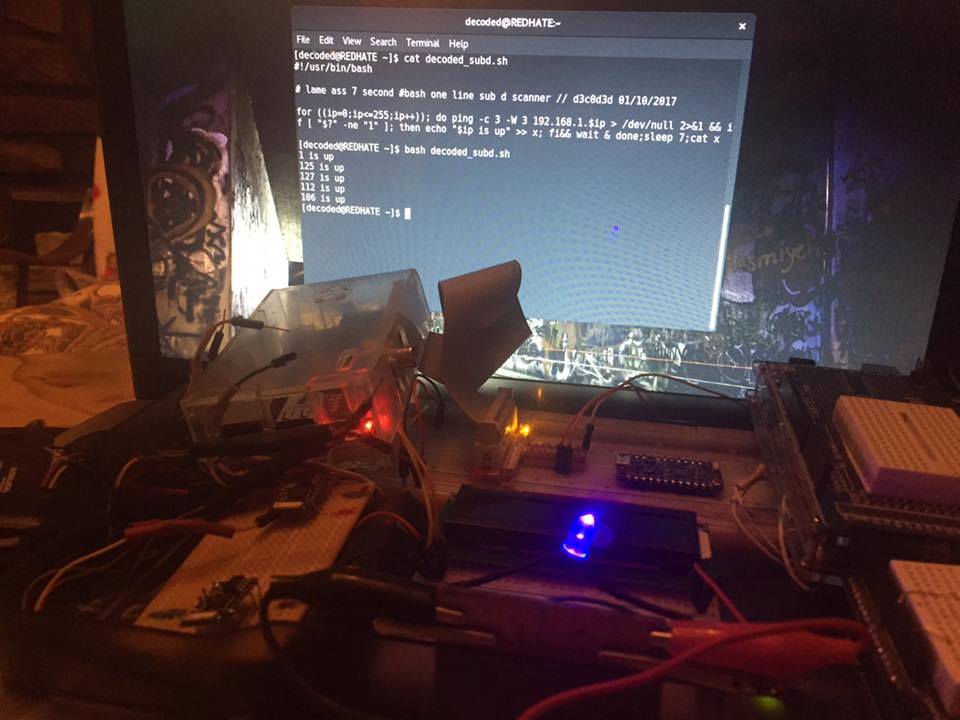 decoded@REDHATE:~
File Edit View Search Terminal Help
[decoded@REDHATE ~]$ cat decoded_subd.sh
#!/usr/bin/bash
# lame ass 7 second #bash one line sub d scanner // d3c0d3d 01/10/2017
for ((ip=0;ip<=255;ip++)); do ping -c 3 -W 3 192.168.1.$ip > /dev/null 2>&1 && i
f [ "$?" -ne "1" ]; then echo "$ip is up" >> x; fi&& wait & done;sleep 7;cat x
[decoded@REDHATE ~]$ bash decoded_subd.sh
1 is up
125 is up
127 is up
112 is up
106 is up
[decoded@REDHATE ~]$